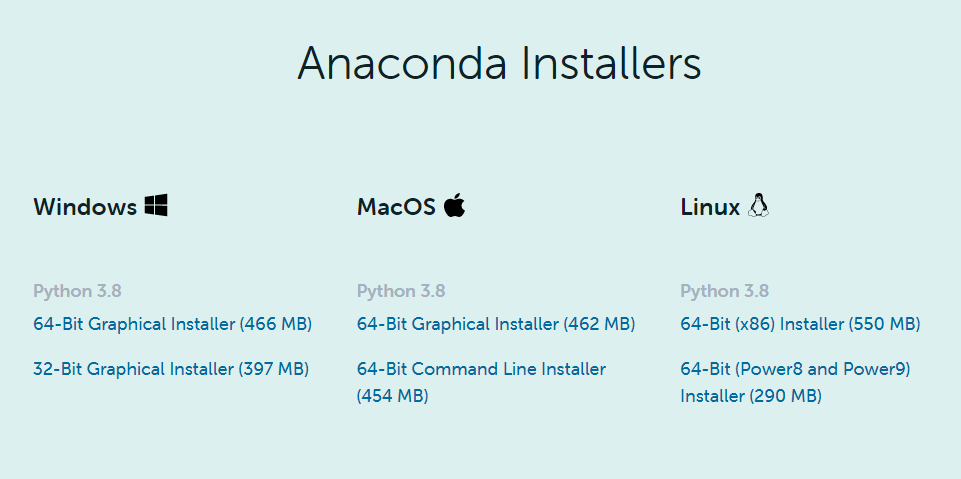 Anaconda Installers
Windows
Python 3.8
64-Bit Graphical Installer (466 MB)
32-Bit Graphical Installer (397 MB)
MacOS
Python 3.8
64-Bit Graphical Installer (462 MB)
64-Bit Command Line Installer
(454 MB)
Linux
Python 3.8
64-Bit (x86) Installer (550 MB)
64-Bit (Power8 and Power9)
Installer (290 MB)